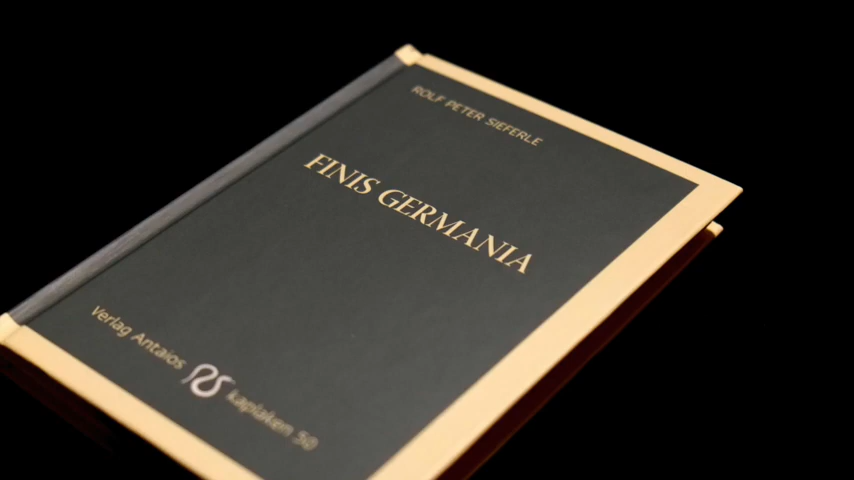 ROLF PETER SIEFERLE
FINIS GERMANIA
Verlag Antaios kaplaken 50